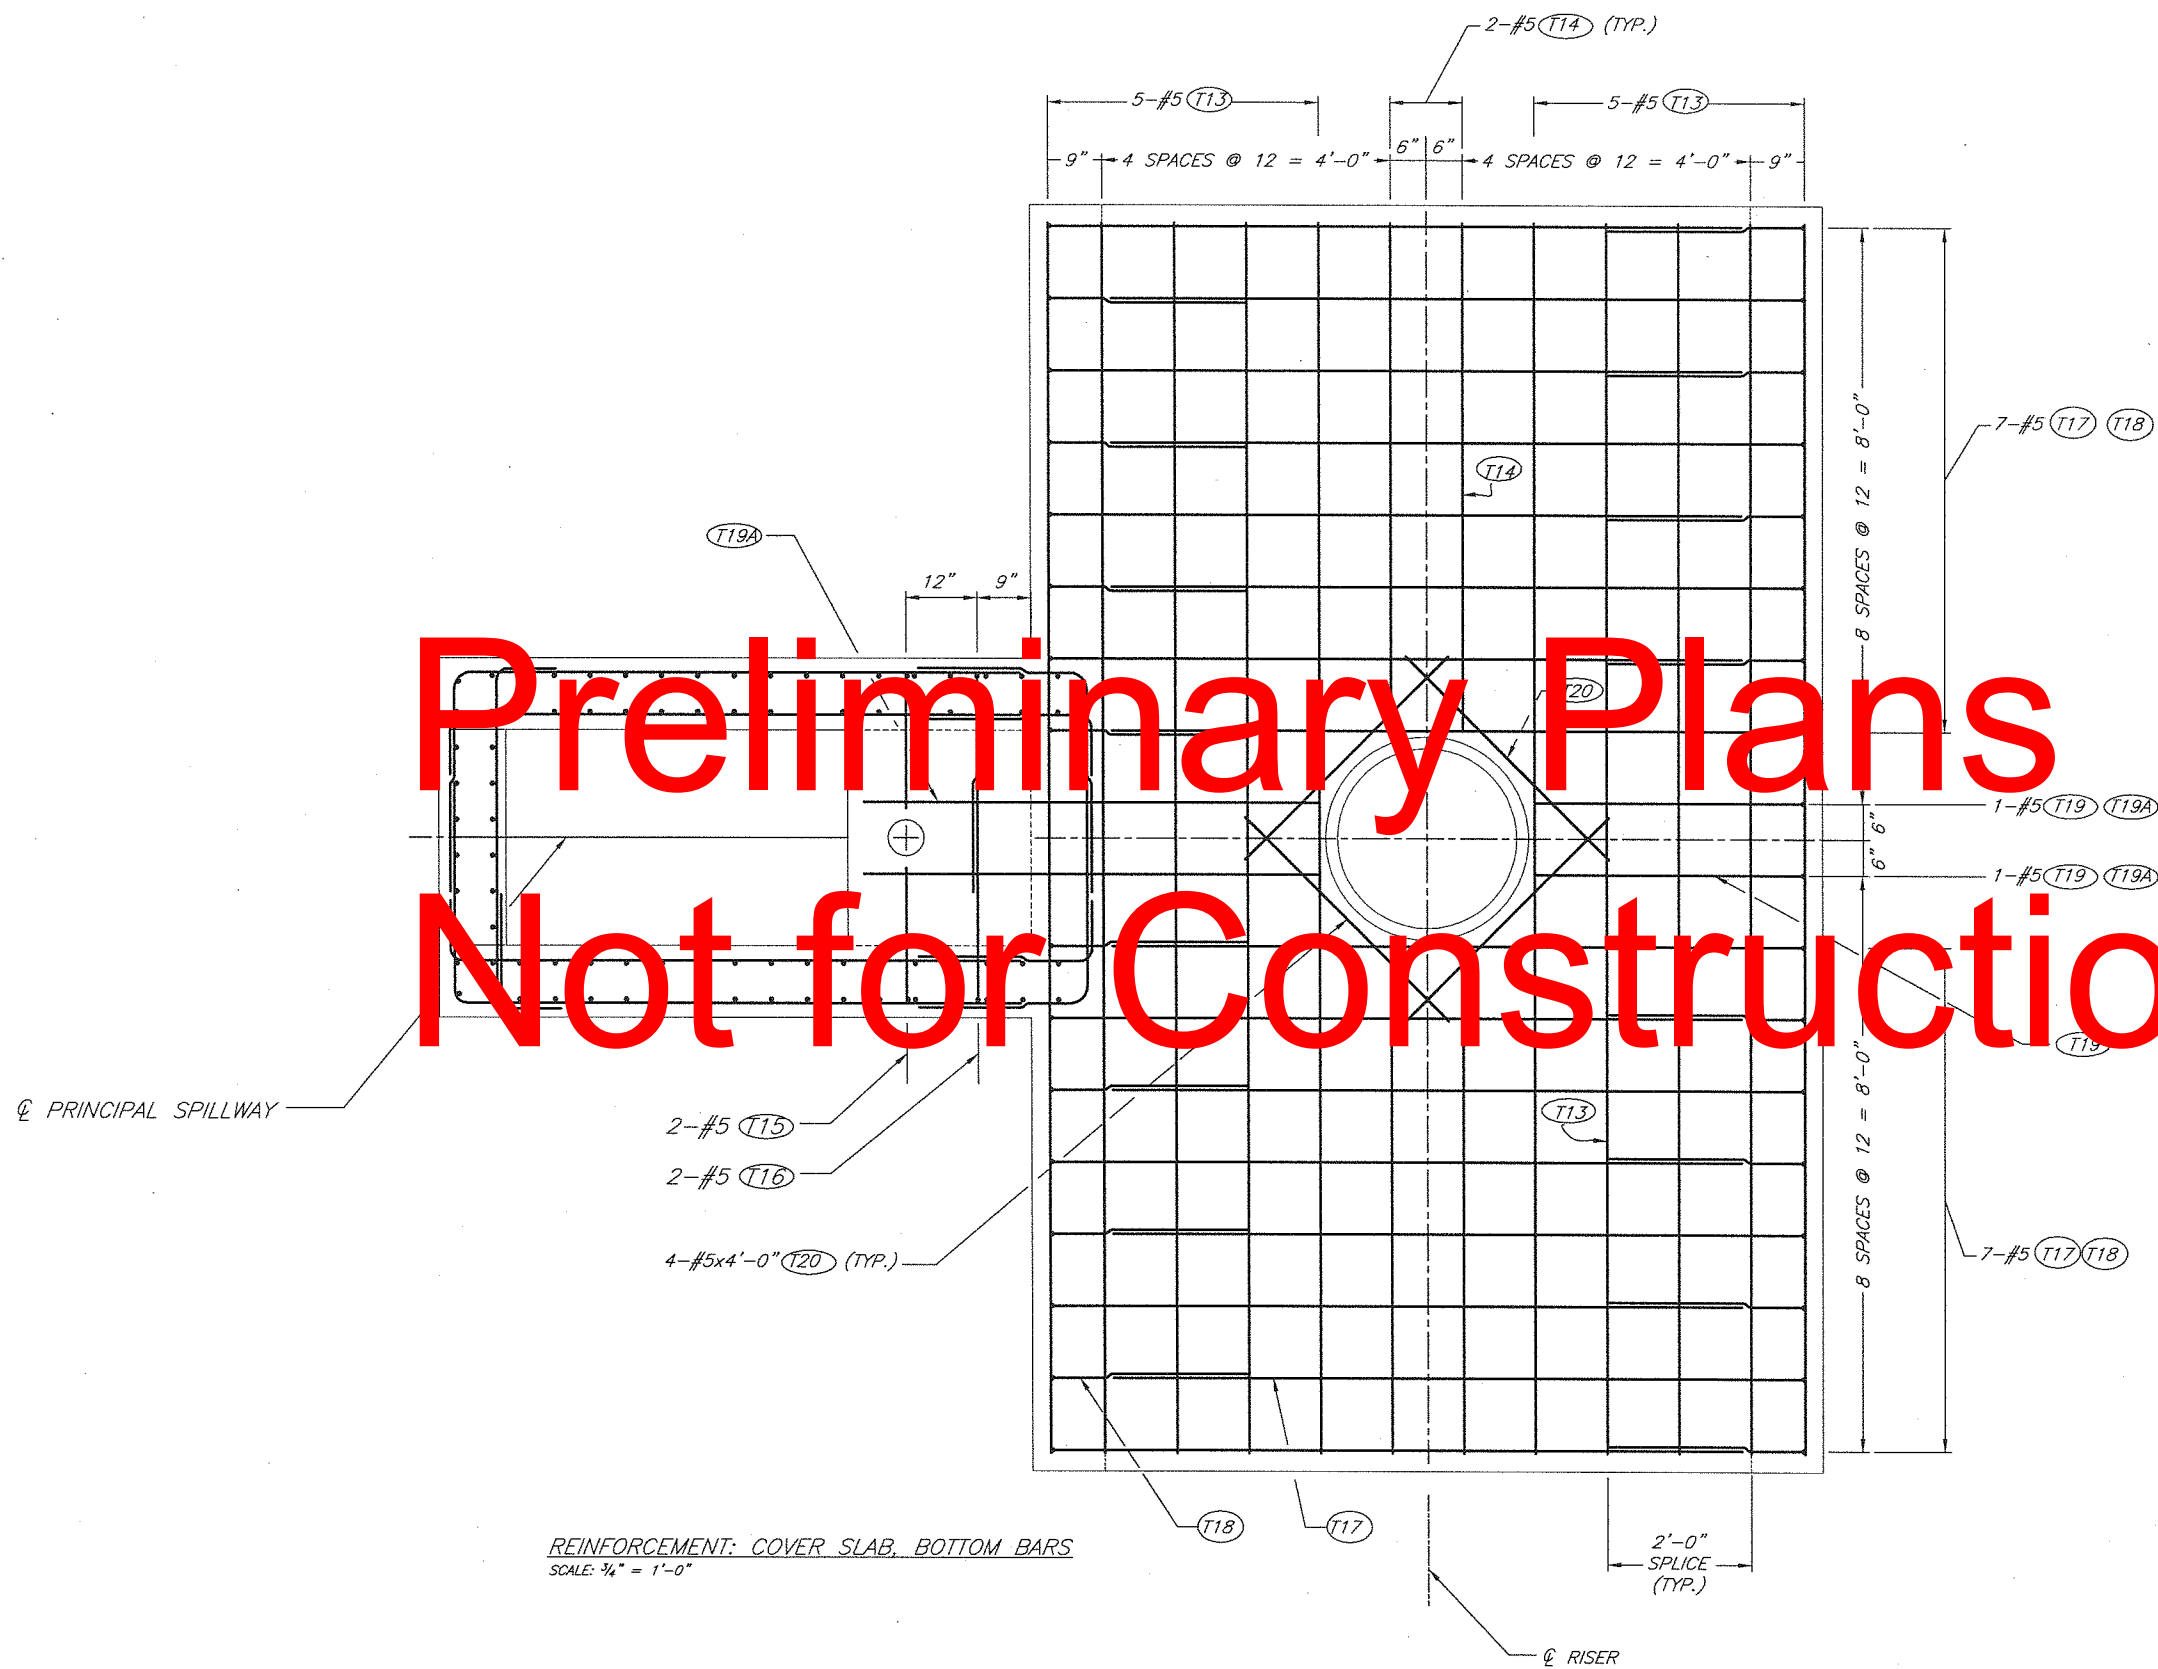 2-#5 T14 (TYP.)
5-#5 T13
5-#5 T13
9" 4 SPACES @ 12 = 4'-0" 6" 6" 4 SPACES @ 12 = 4'-0" 9"
8 SPACES @ 12 = 8'-0"
7-#5 T17 T18
T14
T19A
12" 9"
T20
Preliminary Plans
1-#5 T19 T19A
6" 6"
1-#5 T19 T19A
Not for Constructio
T19
8 SPACES @ 12 = 8'-0"
℄ PRINCIPAL SPILLWAY
2-#5 T15
T13
2-#5 T16
4-#5x4'-0" T20 (TYP.)
7-#5 T17 T18
T18
T17
REINFORCEMENT: COVER SLAB, BOTTOM BARS
SCALE: 3/4" = 1'-0"
2'-0"
SPLICE
(TYP.)
℄ RISER